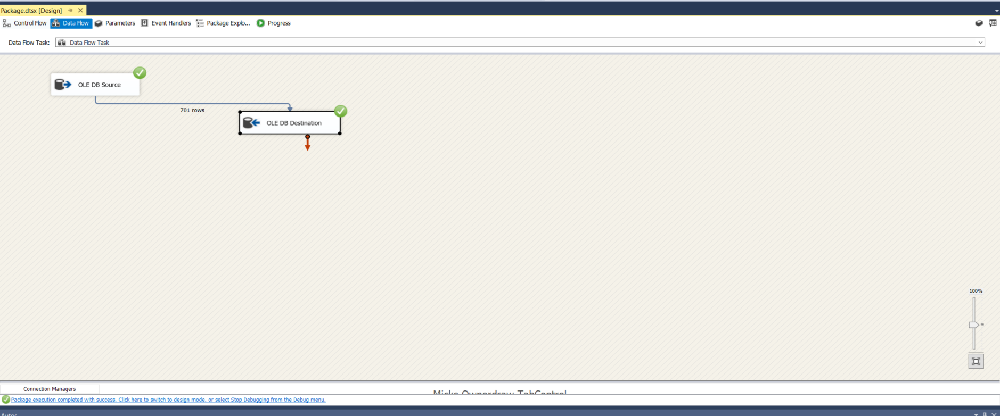 Package.dtsx [Design]
Control Flow Data Flow Parameters Event Handlers Package Explo... Progress
Data Flow Task: Data Flow Task
OLE DB Source
701 rows
OLE DB Destination
100%
Connection Managers
Micks Ownerdraw TabControl
Package execution completed with success. Click here to switch to design mode, or select Stop Debugging from the Debug menu.
Autos